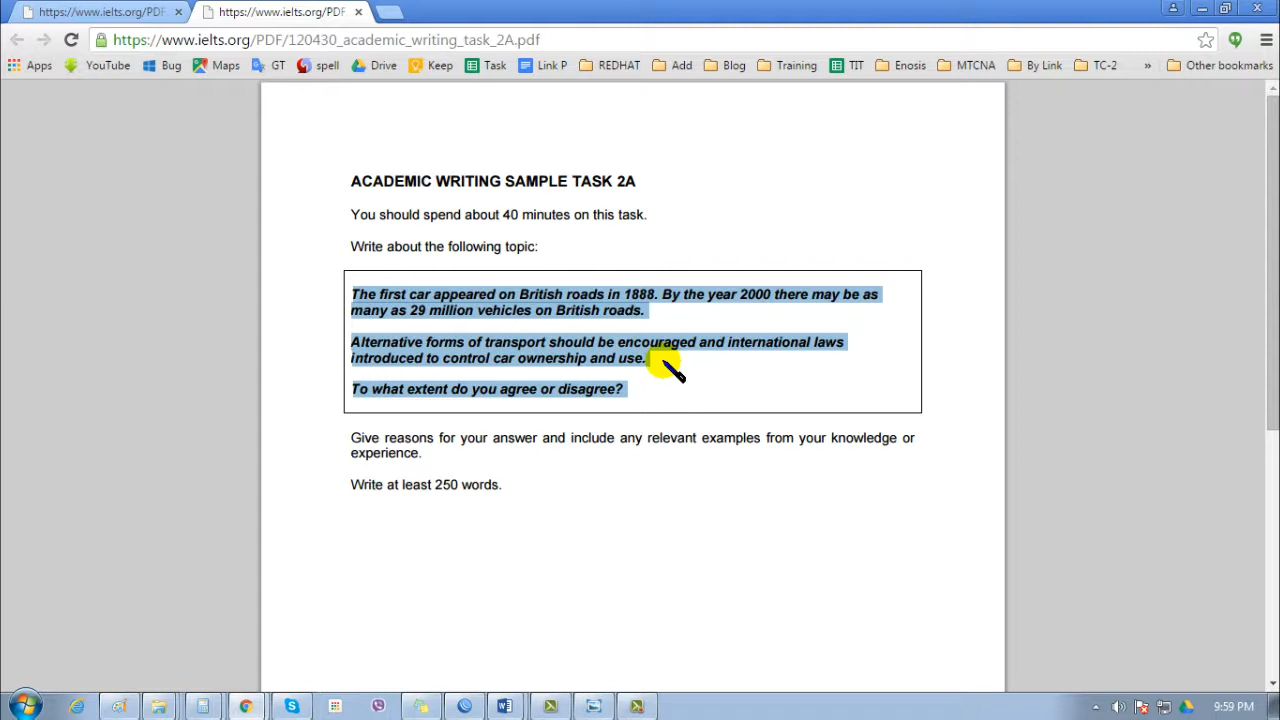 https://www.ielts.org/PDF/ https://www.ielts.org/PDF/
https://www.ielts.org/PDF/120430_academic_writing_task_2A.pdf
Apps YouTube Bug Maps GT spell Drive Keep Task Link P REDHAT Add Blog Training TIT Enosis MTCNA By Link TC-2 » Other bookmarks
ACADEMIC WRITING SAMPLE TASK 2A
You should spend about 40 minutes on this task.
Write about the following topic:
The first car appeared on British roads in 1888. By the year 2000 there may be as
many as 29 million vehicles on British roads.
Alternative forms of transport should be encouraged and international laws
introduced to control car ownership and use.
To what extent do you agree or disagree?
Give reasons for your answer and include any relevant examples from your knowledge or
experience.
Write at least 250 words.
9:59 PM